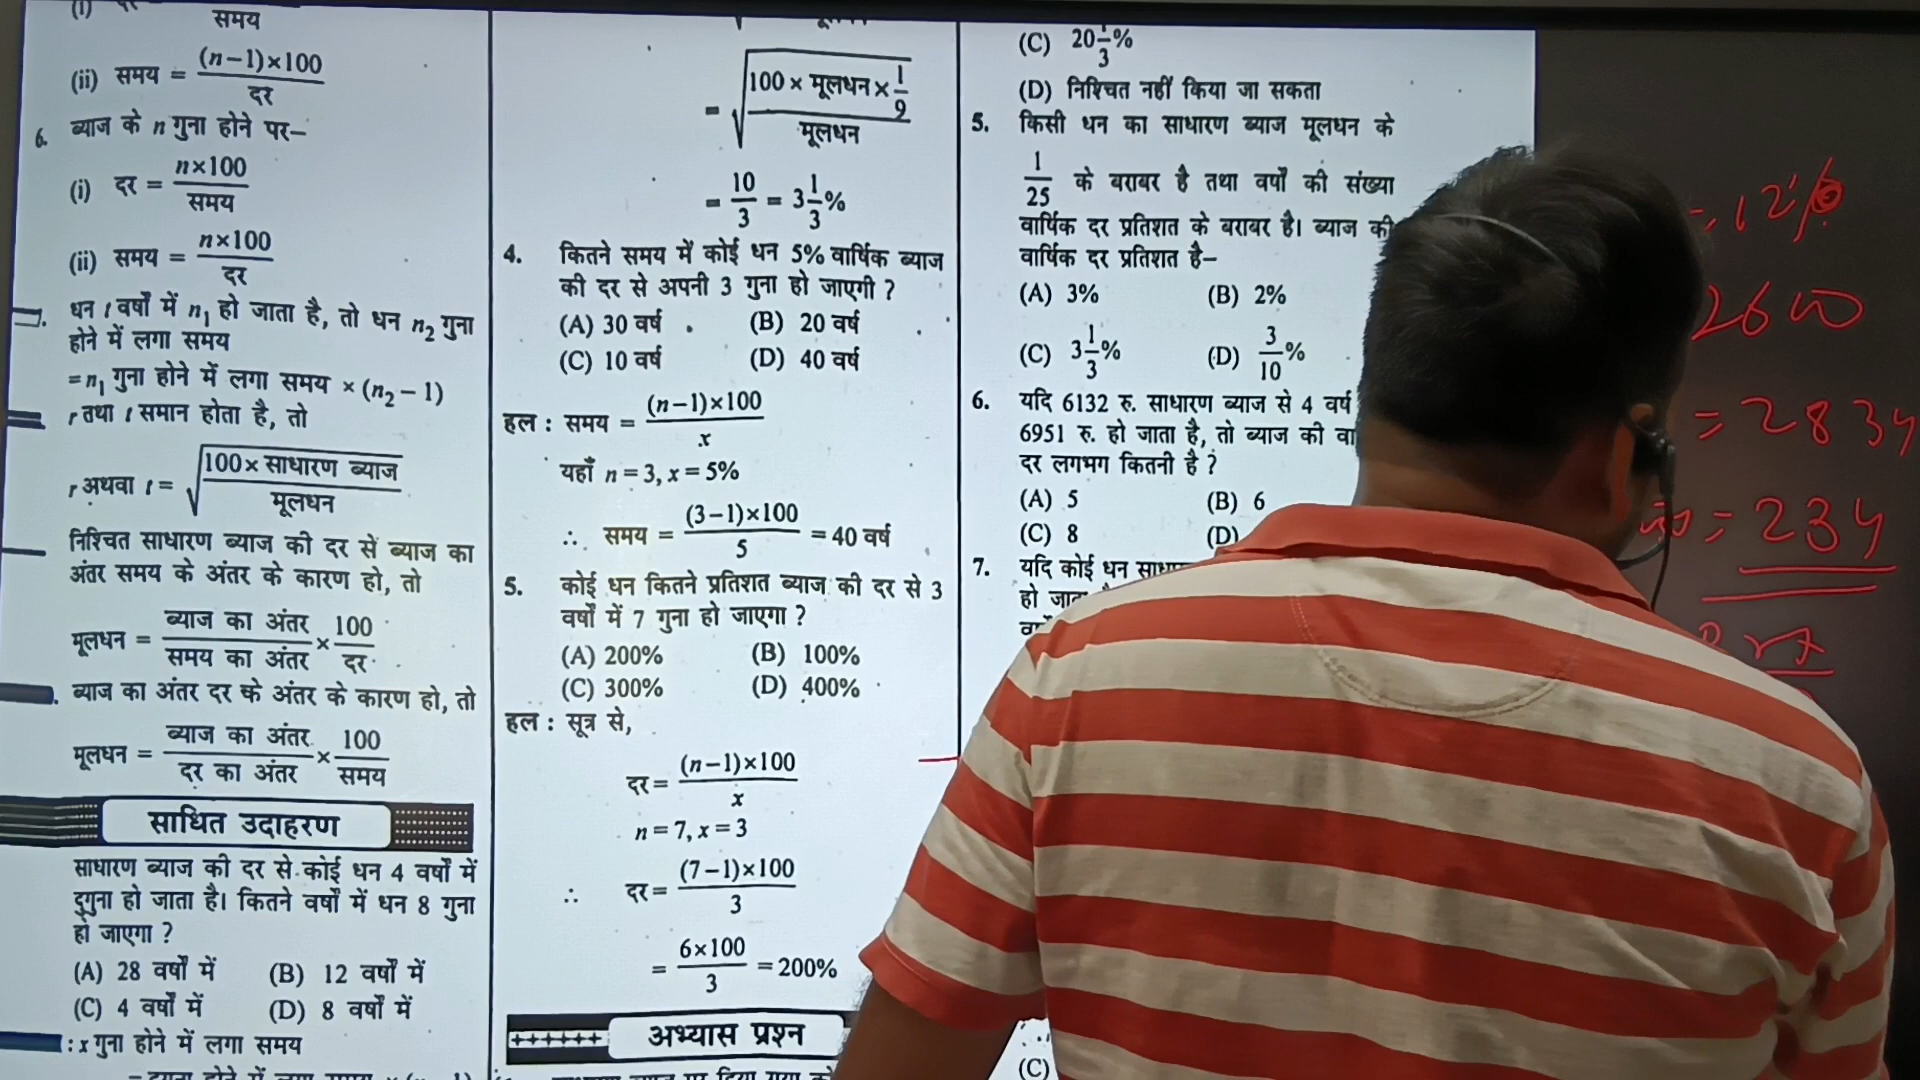 (i)
समय
(ii) समय = (n−1)×100 / दर
6. ब्याज के n गुना होने पर–
(i) दर = n×100 / समय
(ii) समय = n×100 / दर
धन t वर्षों में n₁ हो जाता है, तो धन n₂ गुना
होने में लगा समय
=n₁ गुना होने में लगा समय × (n₂ − 1)
r तथा t समान होता है, तो
r अथवा t = √(100× साधारण ब्याज / मूलधन)
निश्चित साधारण ब्याज की दर से ब्याज का
अंतर समय के अंतर के कारण हो, तो
मूलधन = ब्याज का अंतर / समय का अंतर × 100 / दर
ब्याज का अंतर दर के अंतर के कारण हो, तो
मूलधन = ब्याज का अंतर / दर का अंतर × 100 / समय
साधित उदाहरण
साधारण ब्याज की दर से कोई धन 4 वर्षों में
दुगुना हो जाता है। कितने वर्षों में धन 8 गुना
हो जाएगा ?
(A) 28 वर्षों में (B) 12 वर्षों में
(C) 4 वर्षों में (D) 8 वर्षों में
: x गुना होने में लगा समय
= √(100 × मूलधन × 1/9 / मूलधन)
= 10/3 = 3 1/3%
4. कितने समय में कोई धन 5% वार्षिक ब्याज
की दर से अपनी 3 गुना हो जाएगी ?
(A) 30 वर्ष (B) 20 वर्ष
(C) 10 वर्ष (D) 40 वर्ष
हल : समय = (n−1)×100 / x
यहाँ n = 3, x = 5%
∴ समय = (3−1)×100 / 5 = 40 वर्ष
5. कोई धन कितने प्रतिशत ब्याज की दर से 3
वर्षों में 7 गुना हो जाएगा ?
(A) 200% (B) 100%
(C) 300% (D) 400%
हल : सूत्र से,
दर = (n−1)×100 / x
n = 7, x = 3
∴ दर = (7−1)×100 / 3
= 6×100 / 3 = 200%
अभ्यास प्रश्न
(C) 20 1/3%
(D) निश्चित नहीं किया जा सकता
5. किसी धन का साधारण ब्याज मूलधन के
1/25 के बराबर है तथा वर्षों की संख्या
वार्षिक दर प्रतिशत के बराबर है। ब्याज की
वार्षिक दर प्रतिशत है–
(A) 3% (B) 2%
(C) 3 1/3% (D) 3/10%
6. यदि 6132 रु. साधारण ब्याज से 4 वर्ष
6951 रु. हो जाता है, तो ब्याज की वा
दर लगभग कितनी है ?
(A) 5 (B) 6
(C) 8 (D)
7. यदि कोई धन
हो
(C)
= 12%
2600
= 2834
= 234